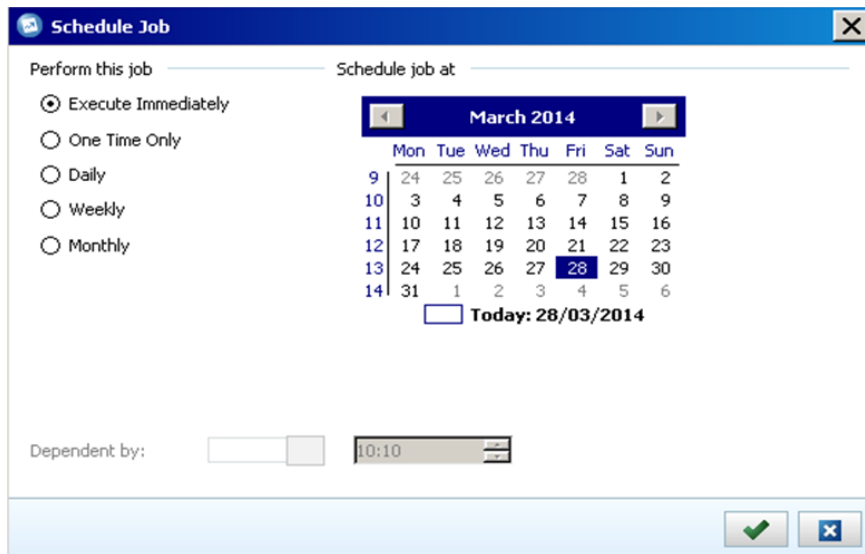 Schedule Job
Perform this job
Execute Immediately
One Time Only
Daily
Weekly
Monthly
Schedule job at
March 2014
Mon Tue Wed Thu Fri Sat Sun
9 24 25 26 27 28 1 2
10 3 4 5 6 7 8 9
11 10 11 12 13 14 15 16
12 17 18 19 20 21 22 23
13 24 25 26 27 28 29 30
14 31 1 2 3 4 5 6
Today: 28/03/2014
Dependent by:
10:10